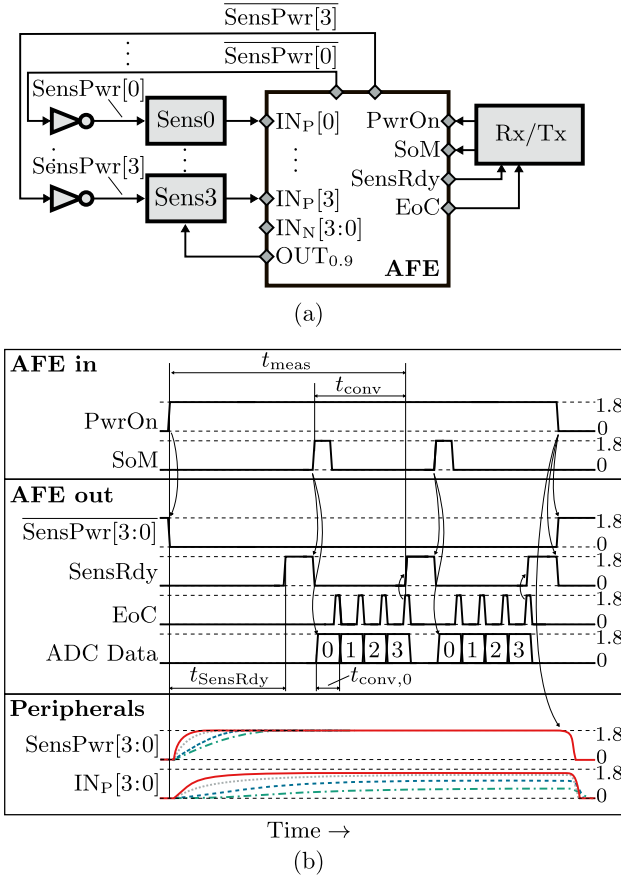 SensPwr[3]
SensPwr[0]
SensPwr[0]
Sens0
IN_P[0]
PwrOn
Rx/Tx
SoM
SensPwr[3]
SensRdy
Sens3
IN_P[3]
EoC
IN_N[3:0]
OUT_0.9
AFE
(a)
AFE in
t_meas
t_conv
PwrOn
1.8
0
SoM
1.8
0
AFE out
SensPwr[3:0]
1.8
0
SensRdy
1.8
0
EoC
1.8
0
ADC Data
0 1 2 3
0 1 2 3
1.8
0
t_SensRdy
t_conv,0
Peripherals
SensPwr[3:0]
1.8
0
IN_P[3:0]
1.8
0
Time →
(b)